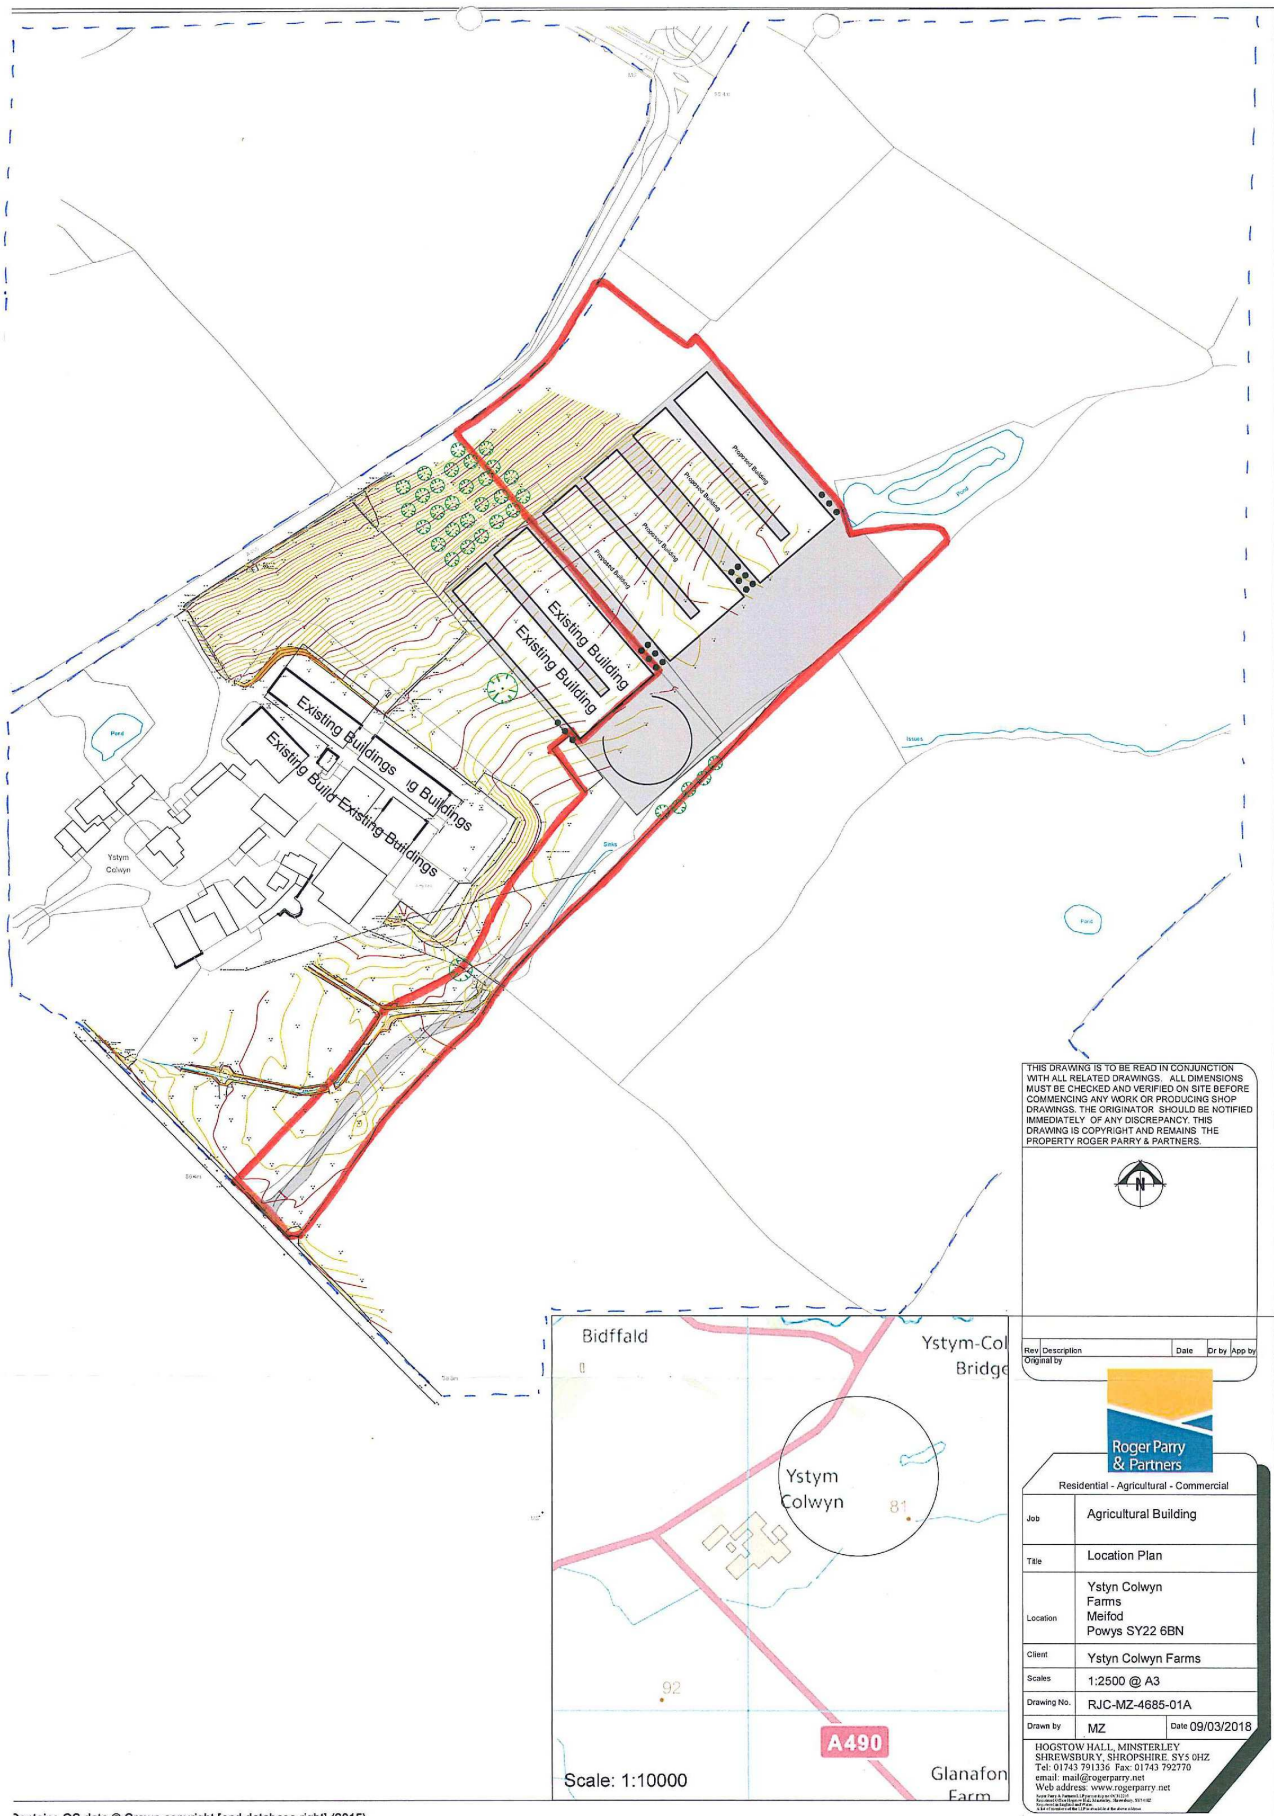 Pond
Proposed Building
Proposed Building
Proposed Building
Proposed Building
Existing Building
Existing Building
Existing Buildings
Existing Buildings
Existing Build
Existing Buildings
Pond
Issues
Ystym
Colwyn
Sinks
Pond
THIS DRAWING IS TO BE READ IN CONJUNCTION
WITH ALL RELATED DRAWINGS. ALL DIMENSIONS
MUST BE CHECKED AND VERIFIED ON SITE BEFORE
COMMENCING ANY WORK OR PRODUCING SHOP
DRAWINGS. THE ORIGINATOR SHOULD BE NOTIFIED
IMMEDIATELY OF ANY DISCREPANCY. THIS
DRAWING IS COPYRIGHT AND REMAINS THE
PROPERTY ROGER PARRY & PARTNERS.
N
Rev Description Date Dr by App by
Original by
Bidffald
Ystym-Col
Bridge
Ystym
Colwyn
81
92
A490
Glanafon
Farm
Scale: 1:10000
Roger Parry
& Partners
Residential - Agricultural - Commercial
Job Agricultural Building
Title Location Plan
Location Ystyn Colwyn
Farms
Meifod
Powys SY22 6BN
Client Ystyn Colwyn Farms
Scales 1:2500 @ A3
Drawing No. RJC-MZ-4685-01A
Drawn by MZ Date 09/03/2018
HOGSTOW HALL, MINSTERLEY
SHREWSBURY, SHROPSHIRE. SY5 0HZ
Tel: 01743 791336 Fax: 01743 792770
email: mail@rogerparry.net
Web address: www.rogerparry.net